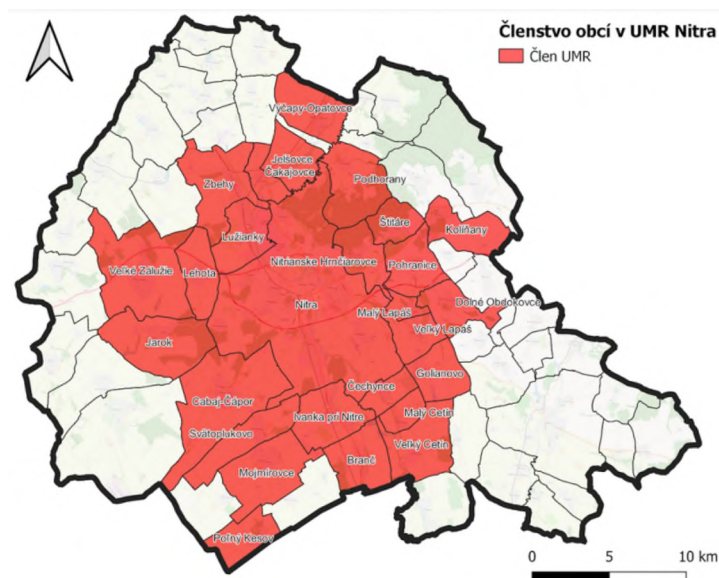 Členstvo obcí v UMR Nitra
Člen UMR
Výčapy-Opatovce
Jelšovce
Čakajovce
Zbehy
Podhorany
Štitáre
Kolíňany
Lužianky
Nitrianske Hrnčiarovce
Pohranice
Veľké Zálužie
Lehota
Nitra
Dolné Obdokovce
Malý Lapáš
Veľký Lapáš
Jarok
Golianovo
Čechynce
Cabaj-Čápor
Ivanka pri Nitre
Malý Cetín
Svätoplukovo
Veľký Cetín
Branč
Mojmírovce
Poľný Kesov
0 5 10 km